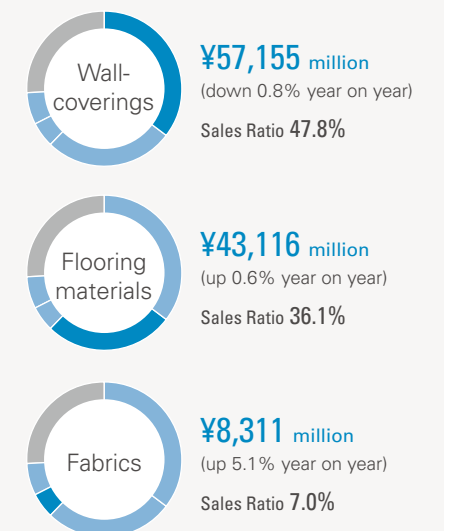 Wall-
coverings
¥57,155 million
(down 0.8% year on year)
Sales Ratio 47.8%
Flooring
materials
¥43,116 million
(up 0.6% year on year)
Sales Ratio 36.1%
Fabrics
¥8,311 million
(up 5.1% year on year)
Sales Ratio 7.0%